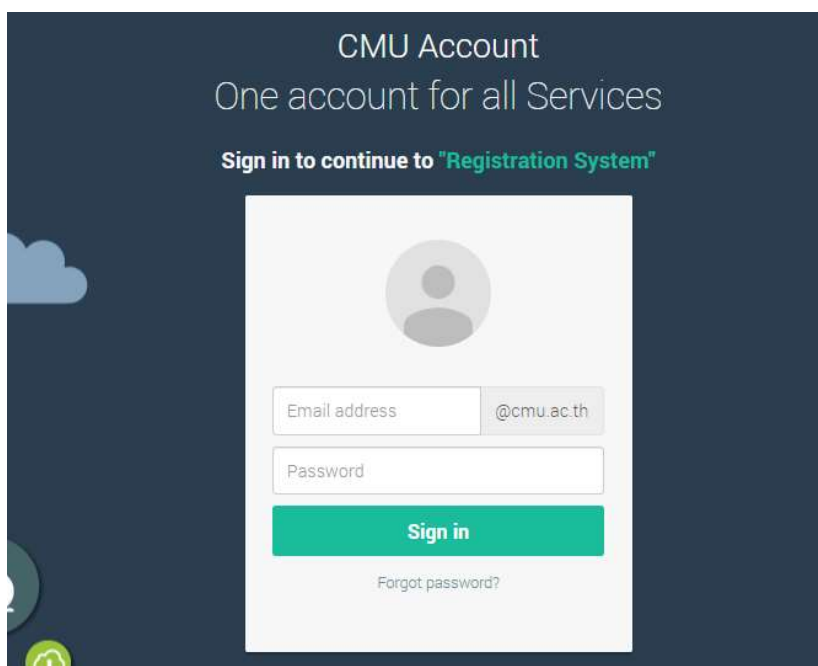 CMU Account
One account for all Services
Sign in to continue to "Registration System"
Email address @cmu.ac.th
Password
Sign in
Forgot password?